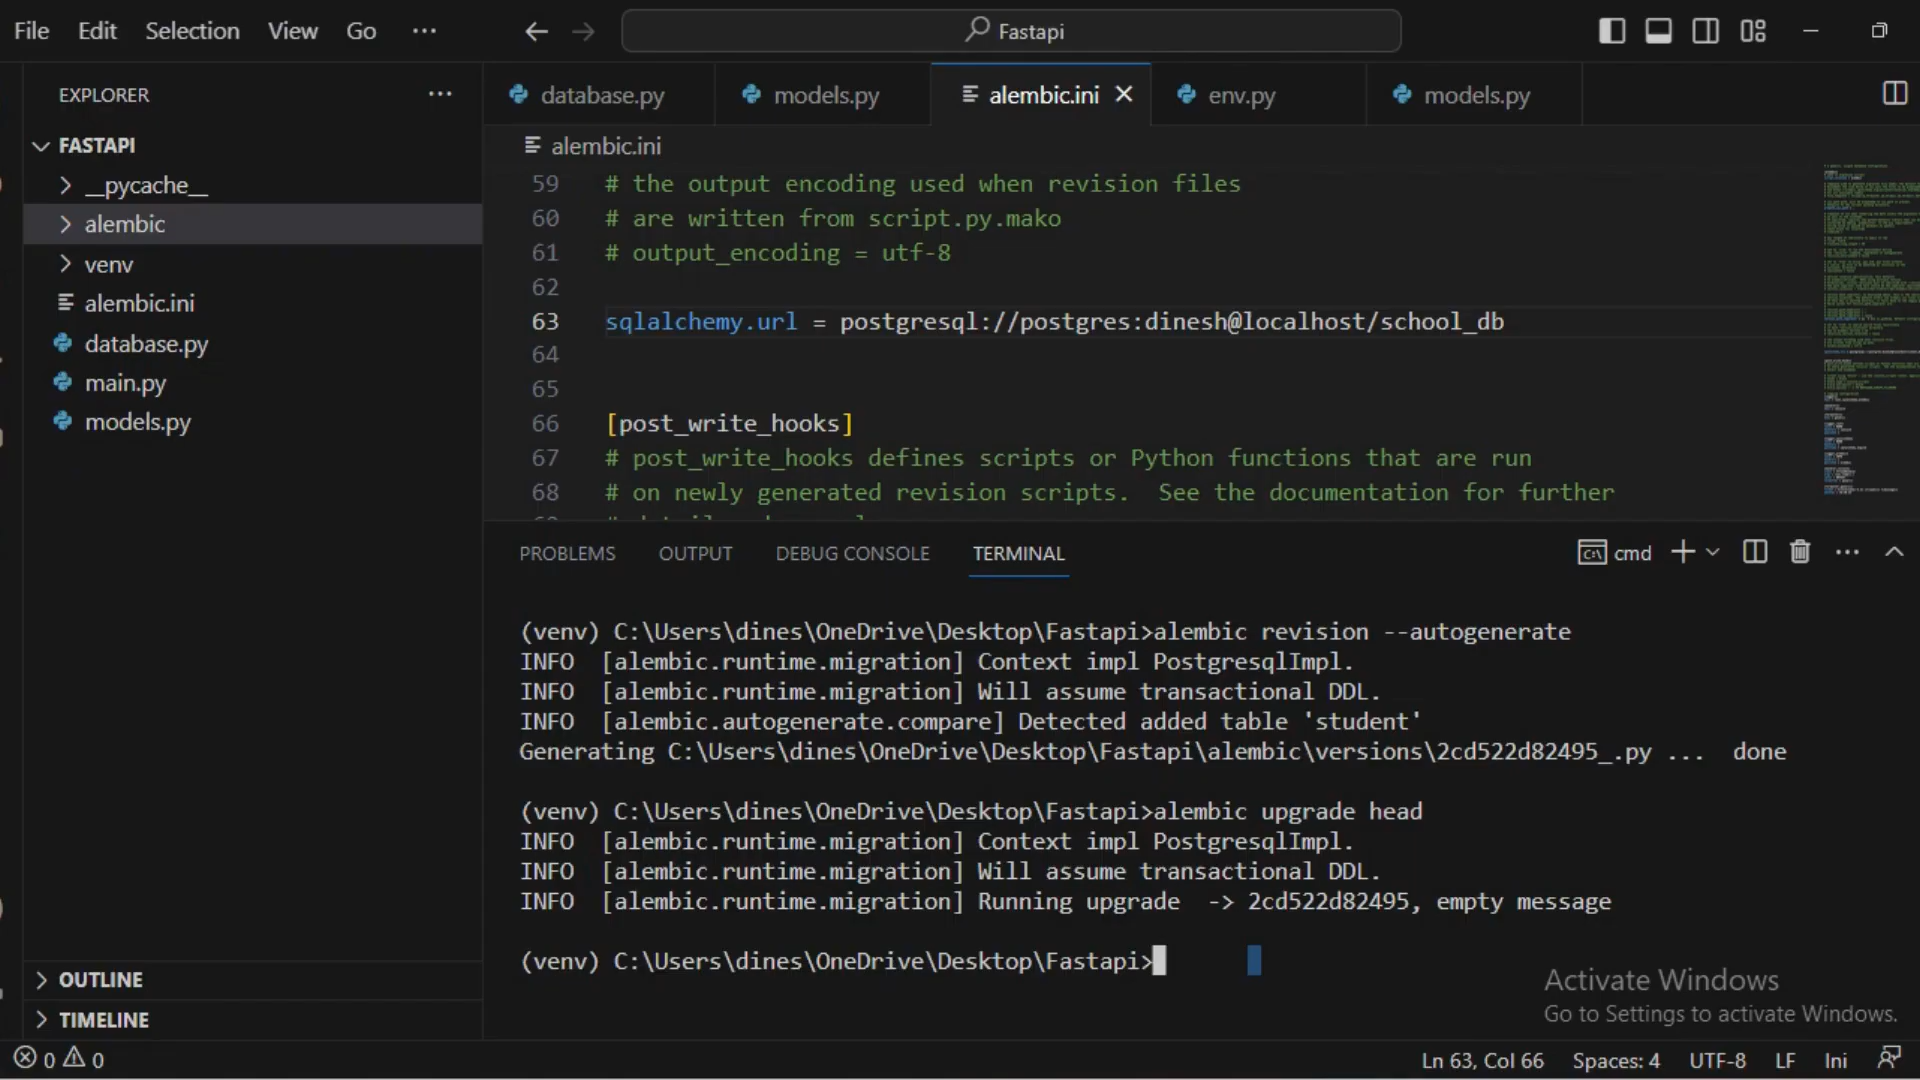 File Edit Selection View Go ... Fastapi
EXPLORER ...
FASTAPI
__pycache__
alembic
venv
alembic.ini
database.py
main.py
models.py
OUTLINE
TIMELINE
database.py models.py alembic.ini env.py models.py
alembic.ini
59 # the output encoding used when revision files
60 # are written from script.py.mako
61 # output_encoding = utf-8
62
63 sqlalchemy.url = postgresql://postgres:dinesh@localhost/school_db
64
65
66 [post_write_hooks]
67 # post_write_hooks defines scripts or Python functions that are run
68 # on newly generated revision scripts. See the documentation for further
PROBLEMS OUTPUT DEBUG CONSOLE TERMINAL cmd
(venv) C:\Users\dines\OneDrive\Desktop\Fastapi>alembic revision --autogenerate
INFO [alembic.runtime.migration] Context impl PostgresqlImpl.
INFO [alembic.runtime.migration] Will assume transactional DDL.
INFO [alembic.autogenerate.compare] Detected added table 'student'
Generating C:\Users\dines\OneDrive\Desktop\Fastapi\alembic\versions\2cd522d82495_.py ... done
(venv) C:\Users\dines\OneDrive\Desktop\Fastapi>alembic upgrade head
INFO [alembic.runtime.migration] Context impl PostgresqlImpl.
INFO [alembic.runtime.migration] Will assume transactional DDL.
INFO [alembic.runtime.migration] Running upgrade -> 2cd522d82495, empty message
(venv) C:\Users\dines\OneDrive\Desktop\Fastapi>
Activate Windows
Go to Settings to activate Windows.
0 0 Ln 63, Col 66 Spaces: 4 UTF-8 LF Ini